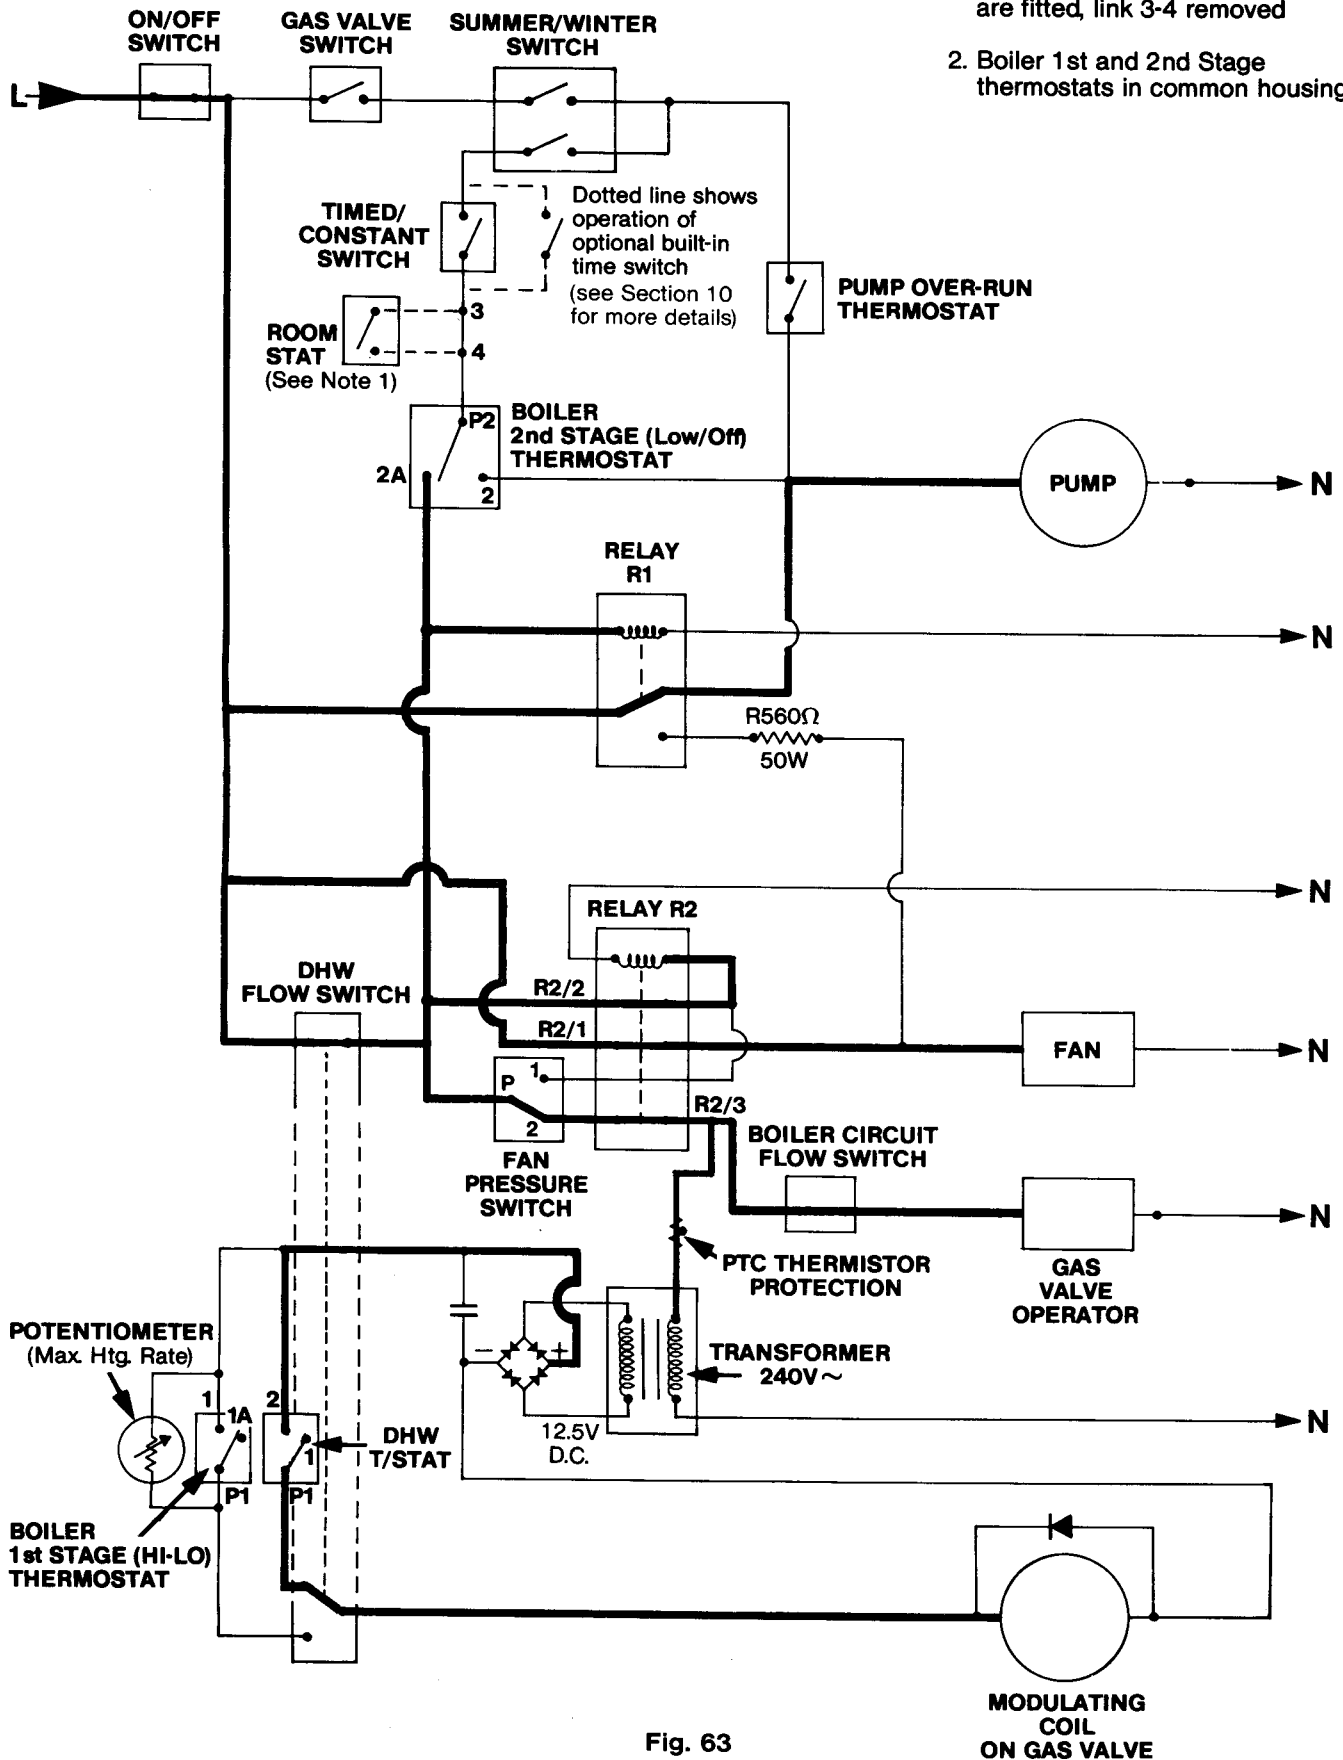 are fitted, link 3-4 removed
2. Boiler 1st and 2nd Stage
thermostats in common housing
ON/OFF
SWITCH
GAS VALVE
SWITCH
SUMMER/WINTER
SWITCH
L
TIMED/
CONSTANT
SWITCH
Dotted line shows
operation of
optional built-in
time switch
(see Section 10
for more details)
PUMP OVER-RUN
THERMOSTAT
ROOM
STAT
(See Note 1)
3
4
P2
2A
2
BOILER
2nd STAGE (Low/Off)
THERMOSTAT
PUMP
N
RELAY
R1
N
R560Ω
50W
N
RELAY R2
DHW
FLOW SWITCH
R2/2
R2/1
FAN
N
P
1
2
R2/3
FAN
PRESSURE
SWITCH
BOILER CIRCUIT
FLOW SWITCH
N
GAS
VALVE
OPERATOR
PTC THERMISTOR
PROTECTION
POTENTIOMETER
(Max. Htg. Rate)
–
+
TRANSFORMER
240V~
12.5V
D.C.
N
1
1A
P1
2
1
P1
DHW
T/STAT
BOILER
1st STAGE (HI-LO)
THERMOSTAT
MODULATING
COIL
ON GAS VALVE
Fig. 63